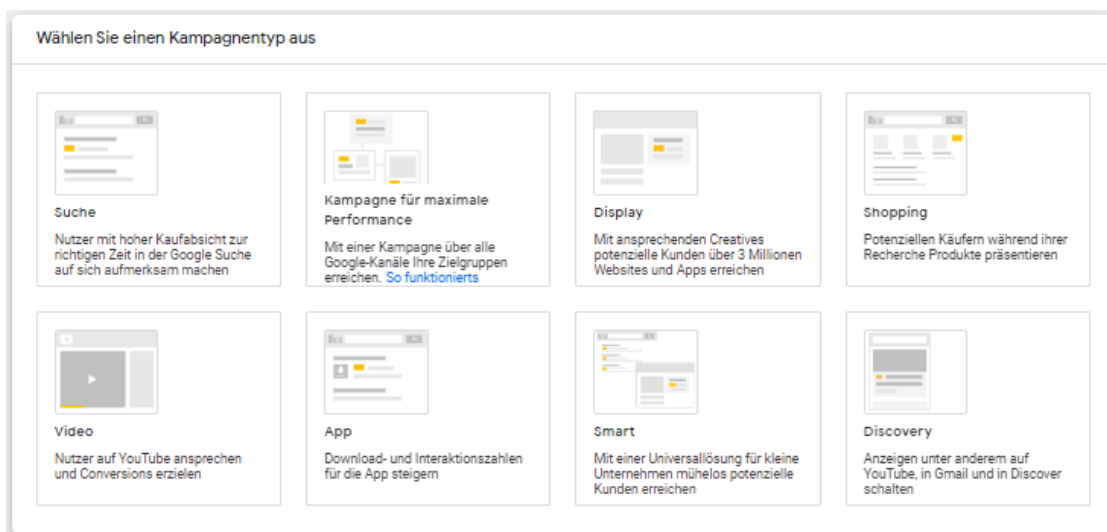 Wählen Sie einen Kampagnentyp aus
Suche
Nutzer mit hoher Kaufabsicht zur
richtigen Zeit in der Google Suche
auf sich aufmerksam machen
Kampagne für maximale
Performance
Mit einer Kampagne über alle
Google-Kanäle Ihre Zielgruppen
erreichen. So funktionierts
Display
Mit ansprechenden Creatives
potenzielle Kunden über 3 Millionen
Websites und Apps erreichen
Shopping
Potenziellen Käufern während ihrer
Recherche Produkte präsentieren
Video
Nutzer auf YouTube ansprechen
und Conversions erzielen
App
Download- und Interaktionszahlen
für die App steigern
Smart
Mit einer Universallösung für kleine
Unternehmen mühelos potenzielle
Kunden erreichen
Discovery
Anzeigen unter anderem auf
YouTube, in Gmail und in Discover
schalten